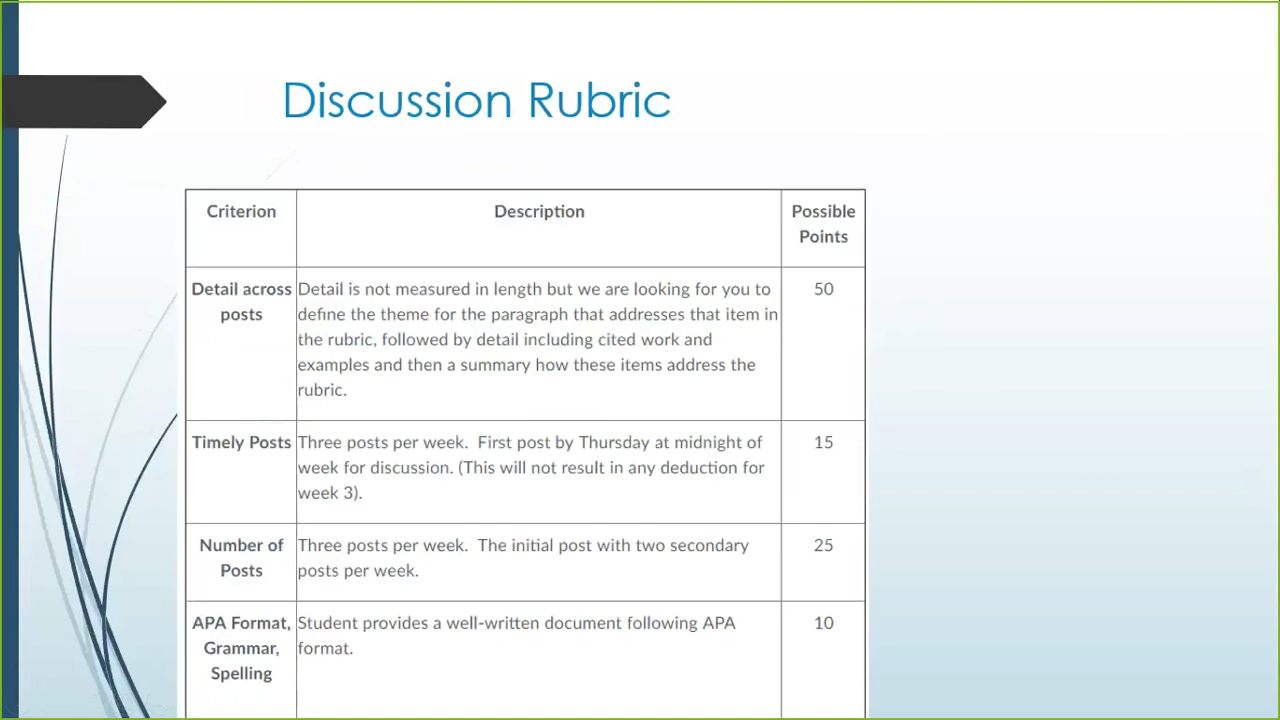 Discussion Rubric
Criterion
Description
Possible
Points
Detail across
posts
Detail is not measured in length but we are looking for you to
define the theme for the paragraph that addresses that item in
the rubric, followed by detail including cited work and
examples and then a summary how these items address the
rubric.
50
Timely Posts
Three posts per week.  First post by Thursday at midnight of
week for discussion. (This will not result in any deduction for
week 3).
15
Number of
Posts
Three posts per week.  The initial post with two secondary
posts per week.
25
APA Format,
Grammar,
Spelling
Student provides a well-written document following APA
format.
10